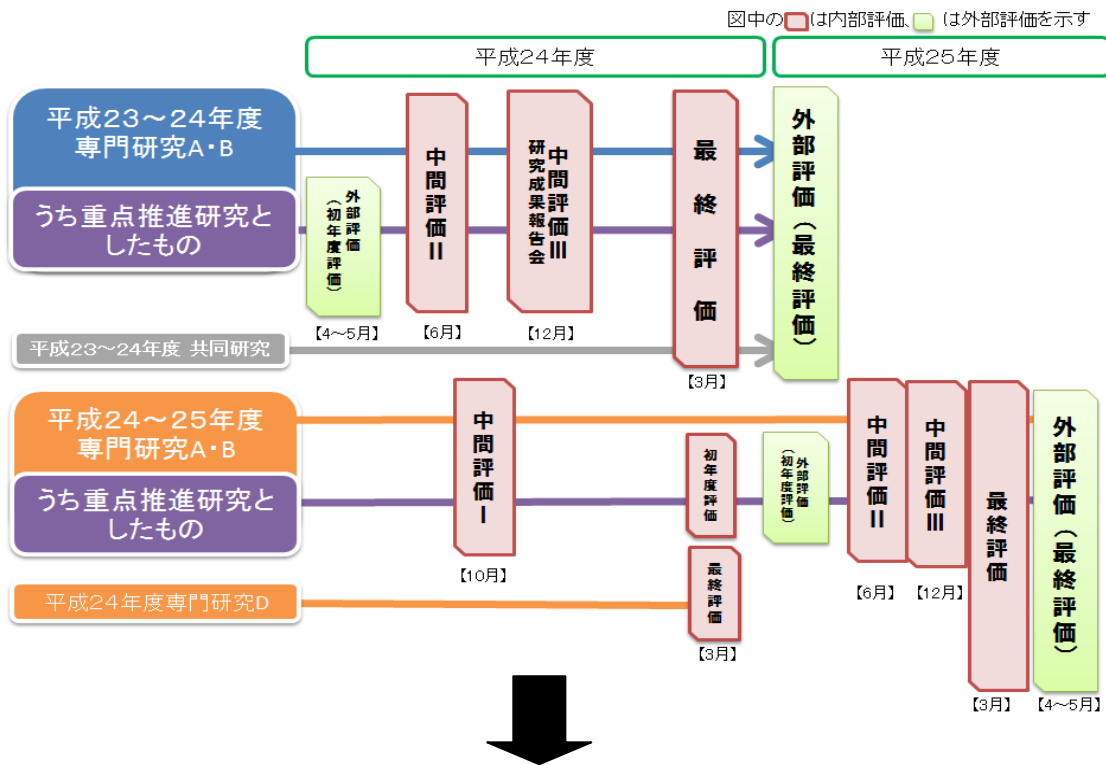 図中の は内部評価、 は外部評価を示す
平成24年度
平成25年度
平成23～24年度
専門研究A・B
うち重点推進研究と
したもの
外部評価
（初年度評価）
【4～5月】
中間評価Ⅱ
【6月】
中間評価Ⅲ
研究成果報告会
【12月】
最終評価
【3月】
外部評価（最終評価）
平成23～24年度 共同研究
平成24～25年度
専門研究A・B
うち重点推進研究と
したもの
中間評価Ⅰ
【10月】
初年度評価
外部評価
（初年度評価）
中間評価Ⅱ
【6月】
中間評価Ⅲ
【12月】
最終評価
【3月】
外部評価（最終評価）
【4～5月】
平成24年度専門研究D
最終評価
【3月】